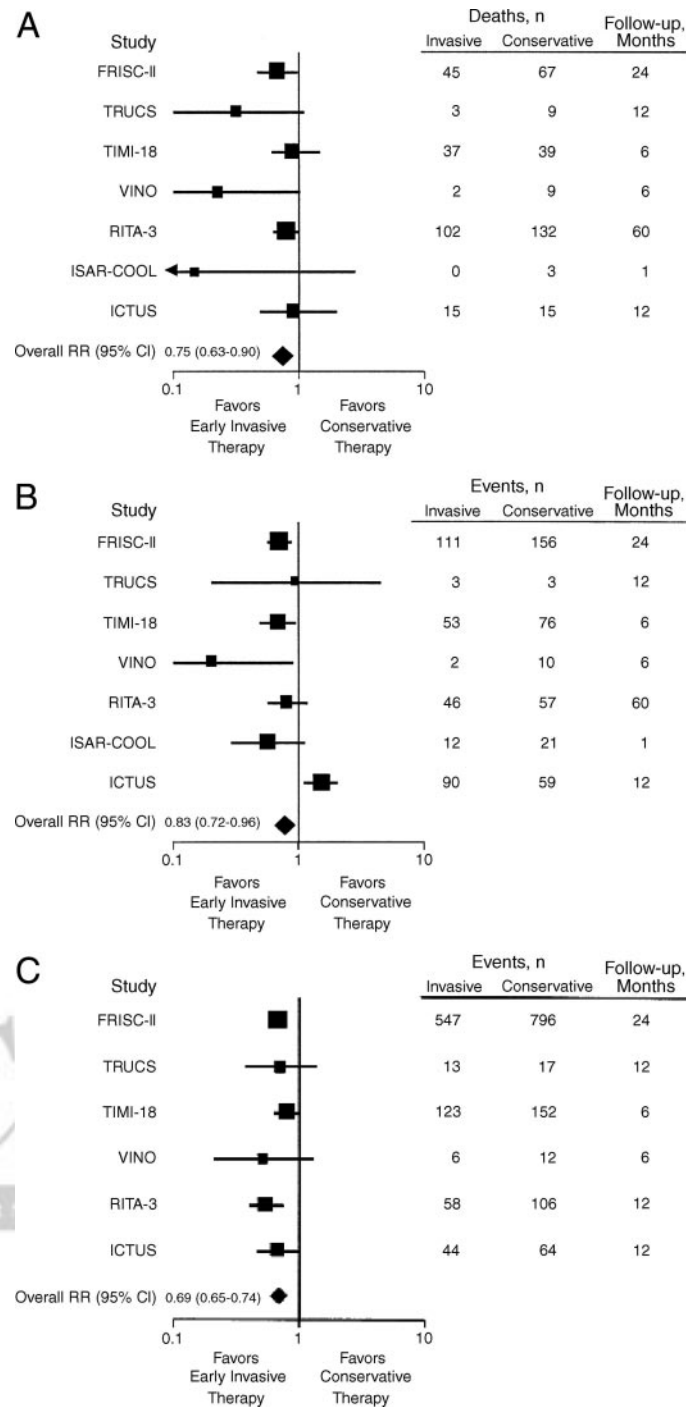 A
Deaths, n Follow-up,
Study Invasive Conservative Months
FRISC-II 45 67 24
TRUCS 3 9 12
TIMI-18 37 39 6
VINO 2 9 6
RITA-3 102 132 60
ISAR-COOL 0 3 1
ICTUS 15 15 12
Overall RR (95% CI) 0.75 (0.63-0.90)
0.1 1 10
Favors Favors
Early Invasive Conservative
Therapy Therapy
B
Events, n Follow-up,
Study Invasive Conservative Months
FRISC-II 111 156 24
TRUCS 3 3 12
TIMI-18 53 76 6
VINO 2 10 6
RITA-3 46 57 60
ISAR-COOL 12 21 1
ICTUS 90 59 12
Overall RR (95% CI) 0.83 (0.72-0.96)
0.1 1 10
Favors Favors
Early Invasive Conservative
Therapy Therapy
C
Events, n Follow-up,
Study Invasive Conservative Months
FRISC-II 547 796 24
TRUCS 13 17 12
TIMI-18 123 152 6
VINO 6 12 6
RITA-3 58 106 12
ICTUS 44 64 12
Overall RR (95% CI) 0.69 (0.65-0.74)
0.1 1 10
Favors Favors
Early Invasive Conservative
Therapy Therapy